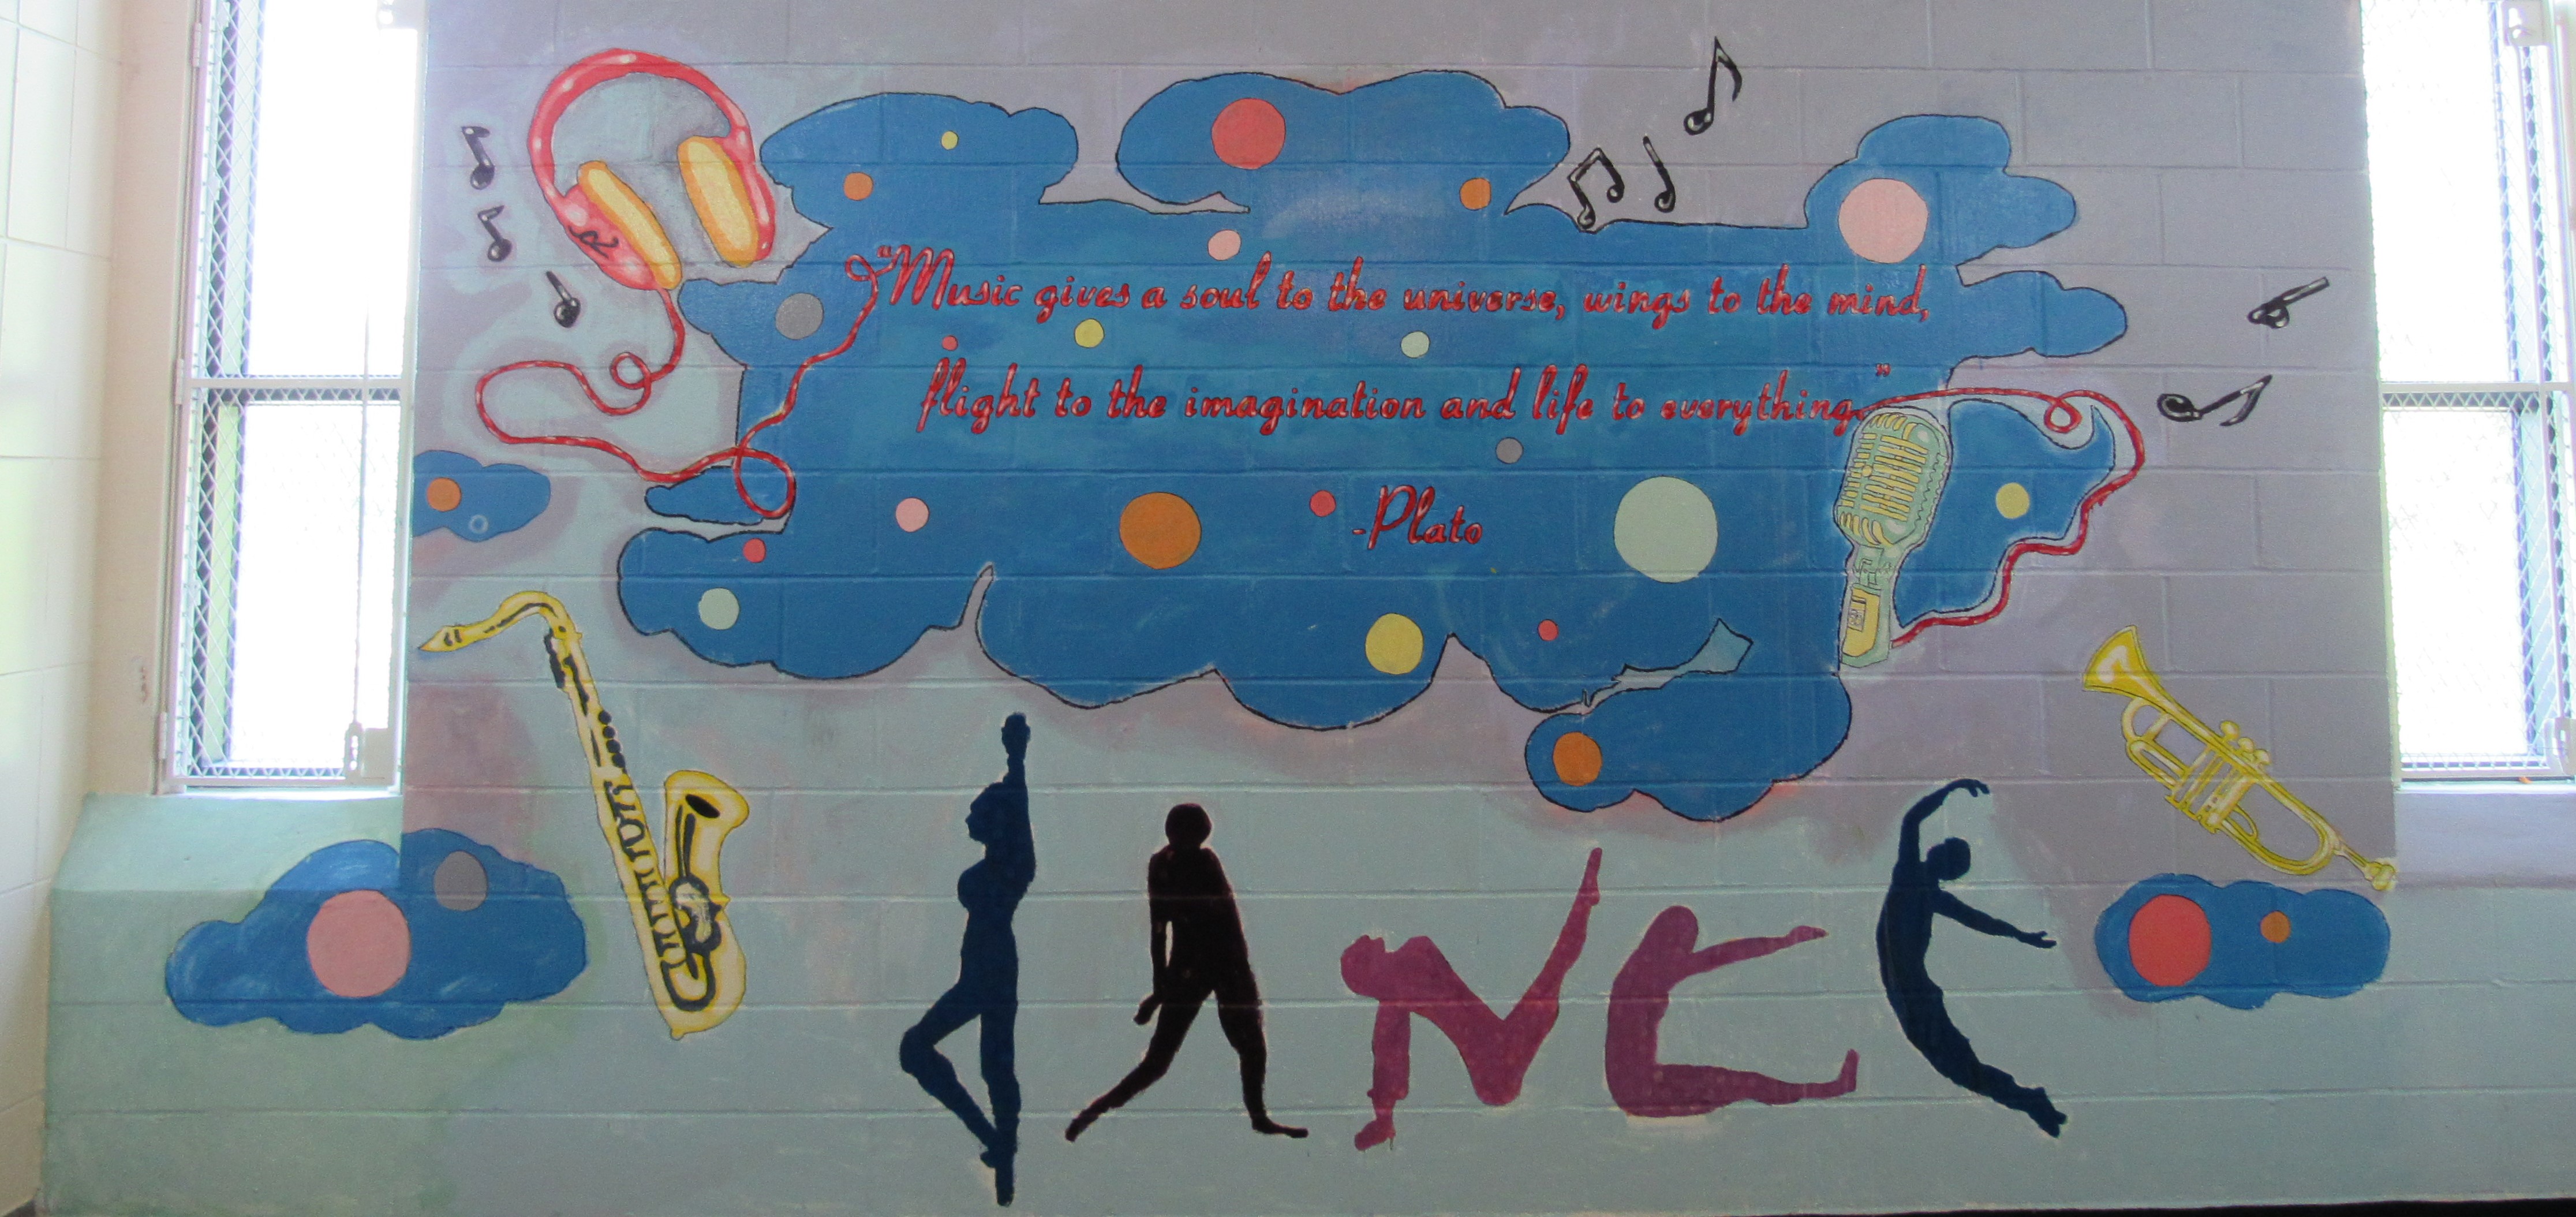 “Music gives a soul to the universe, wings to the mind,
flight to the imagination and life to everything.”
-Plato
DANCE